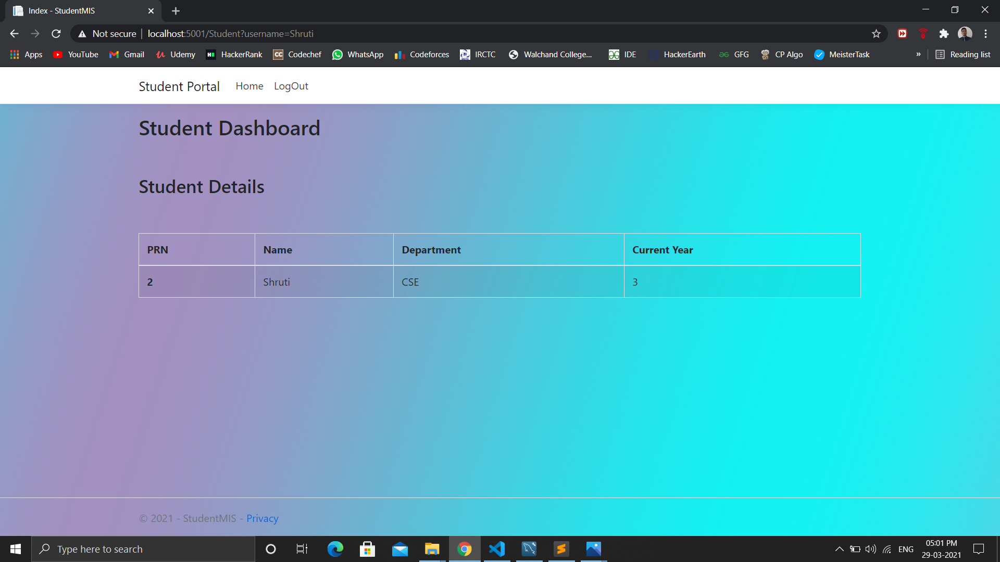 Index - StudentMIS
Not secure | localhost:5001/Student?username=Shruti
Apps YouTube Gmail Udemy HackerRank Codechef WhatsApp Codeforces IRCTC Walchand College... IDE HackerEarth GFG CP Algo MeisterTask » Reading list
Student Portal Home LogOut
Student Dashboard
Student Details
PRN Name Department Current Year
2 Shruti CSE 3
© 2021 - StudentMIS - Privacy
Type here to search
ENG
05:01 PM
29-03-2021